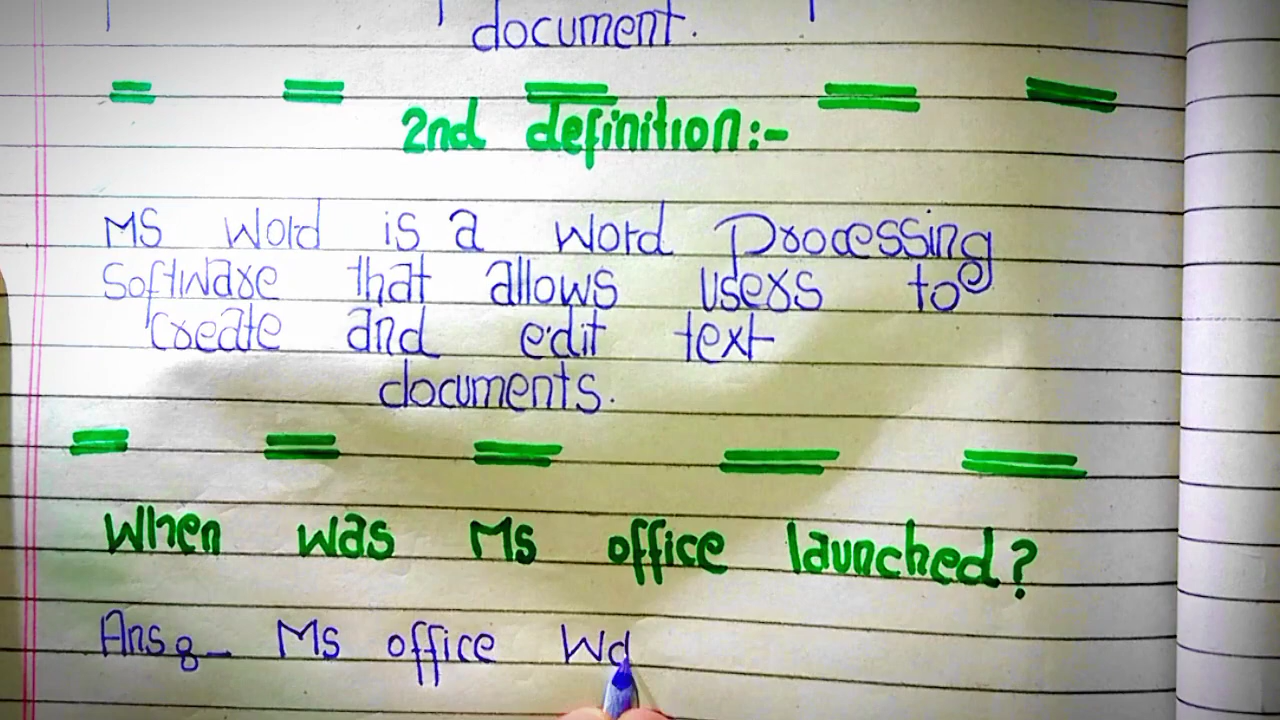 document.
2nd definition:-
MS Word is a word processing
software that allows users to
create and edit text
documents.
When was Ms office launched?
Ans:- Ms office Wa